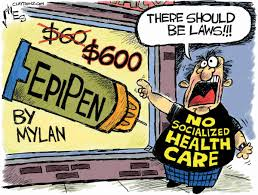 $60 $600
EPIPEN
BY
MYLAN
THERE SHOULD
BE LAWS!!!
NO
SOCIALIZED
HEALTH
CARE